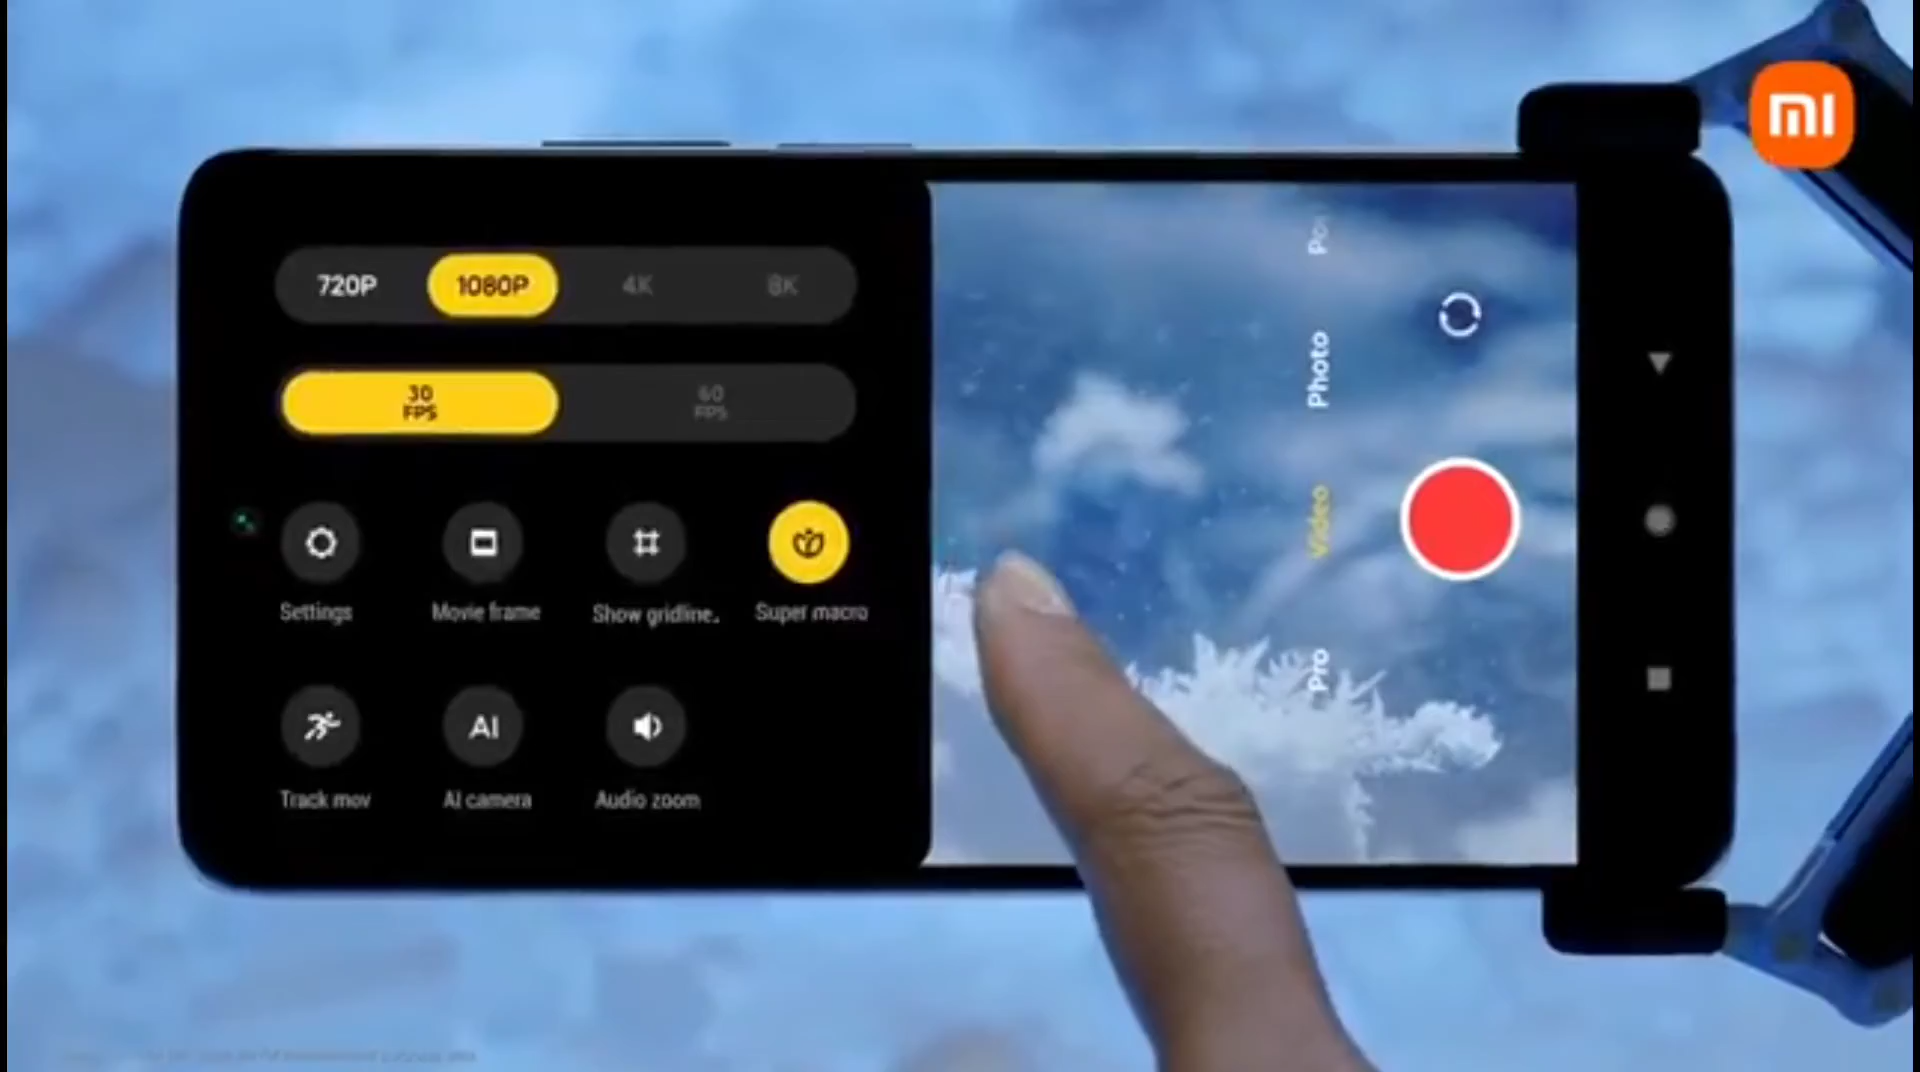 mi
720P 1080P 4K 8K
30
FPS
60
FPS
Settings Movie frame Show gridline. Super macro
Track mov AI AI camera Audio zoom
Photo
Video
Pro